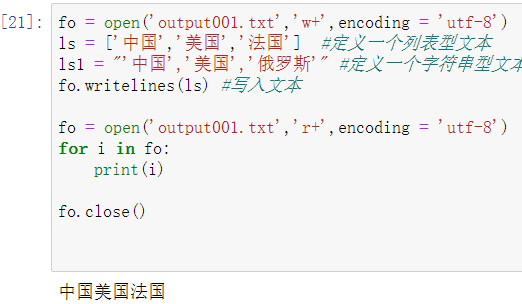 [21]: fo = open('output001.txt','w+',encoding = 'utf-8')
ls = ['中国','美国','法国']  #定义一个列表型文本
ls1 = "'中国','美国','俄罗斯'" #定义一个字符串型文本
fo.writelines(ls) #写入文本
fo = open('output001.txt','r+',encoding = 'utf-8')
for i in fo:
    print(i)
fo.close()
中国美国法国